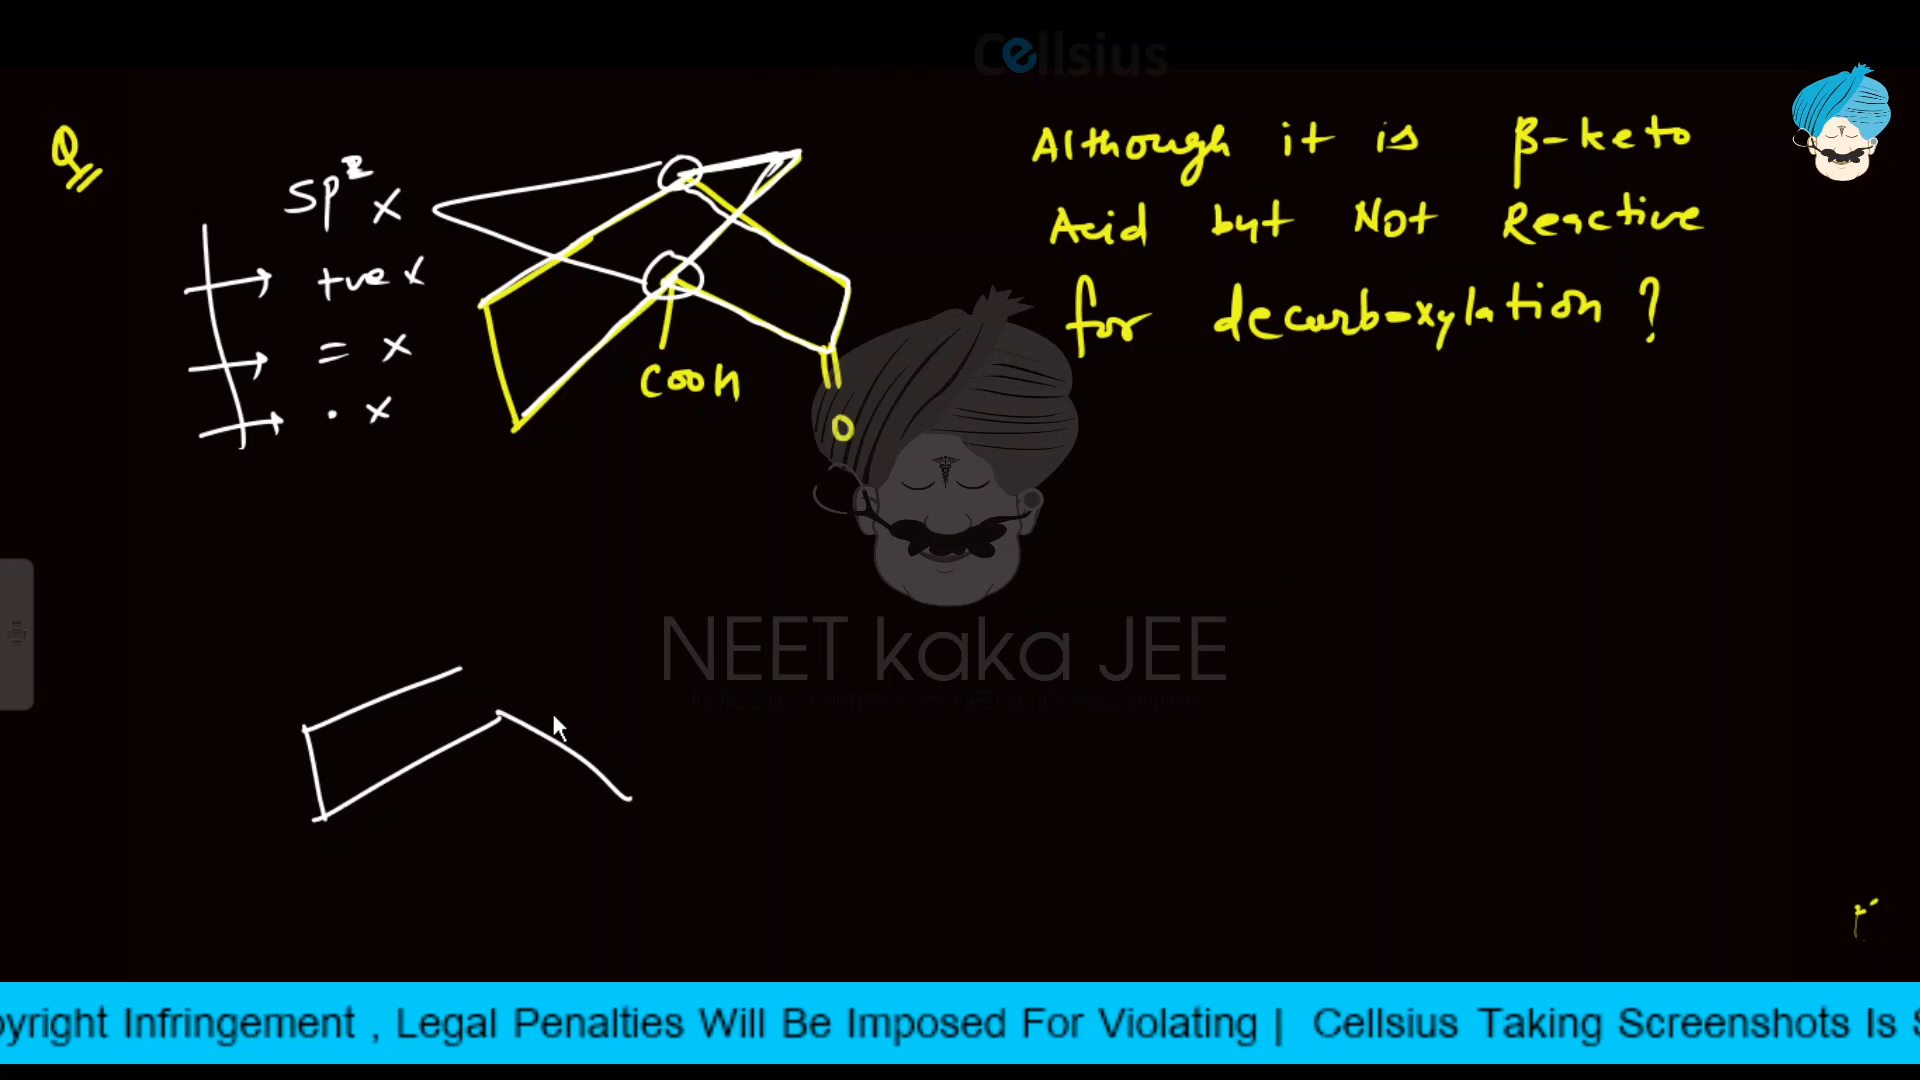 Cellsius
Q
Although it is β-keto
Acid but Not Reactive
for decarboxylation ?
sp² x
+ve x
= x
• x
COOH
O
NEET kaka JEE
pyright Infringement , Legal Penalties Will Be Imposed For Violating | Cellsius Taking Screenshots Is S